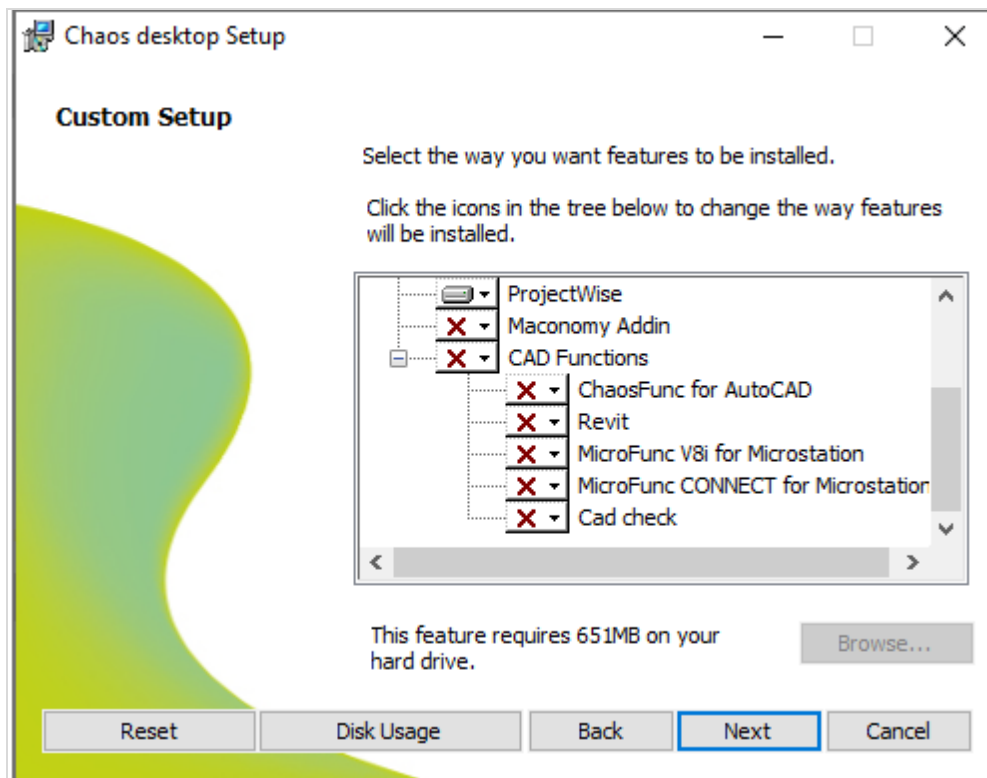 Chaos desktop Setup
Custom Setup
Select the way you want features to be installed.
Click the icons in the tree below to change the way features
will be installed.
ProjectWise
Maconomy Addin
CAD Functions
ChaosFunc for AutoCAD
Revit
MicroFunc V8i for Microstation
MicroFunc CONNECT for Microstation
Cad check
This feature requires 651MB on your
hard drive.
Browse...
Reset
Disk Usage
Back
Next
Cancel